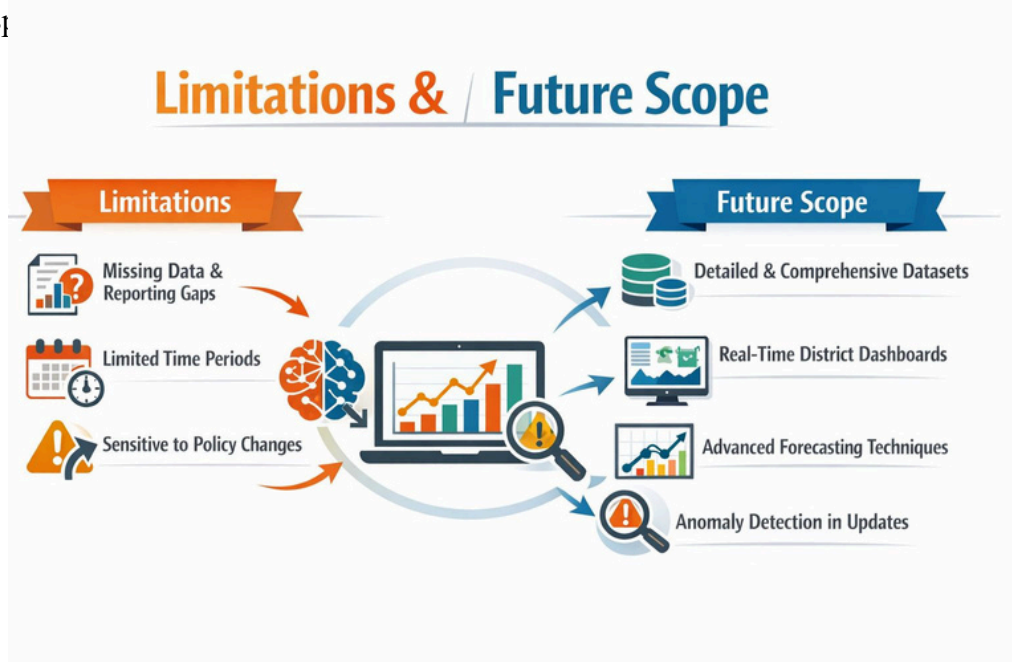 Limitations & / Future Scope
Limitations
Missing Data &
Reporting Gaps
Limited Time Periods
Sensitive to Policy Changes
Future Scope
Detailed & Comprehensive Datasets
Real-Time District Dashboards
Advanced Forecasting Techniques
Anomaly Detection in Updates